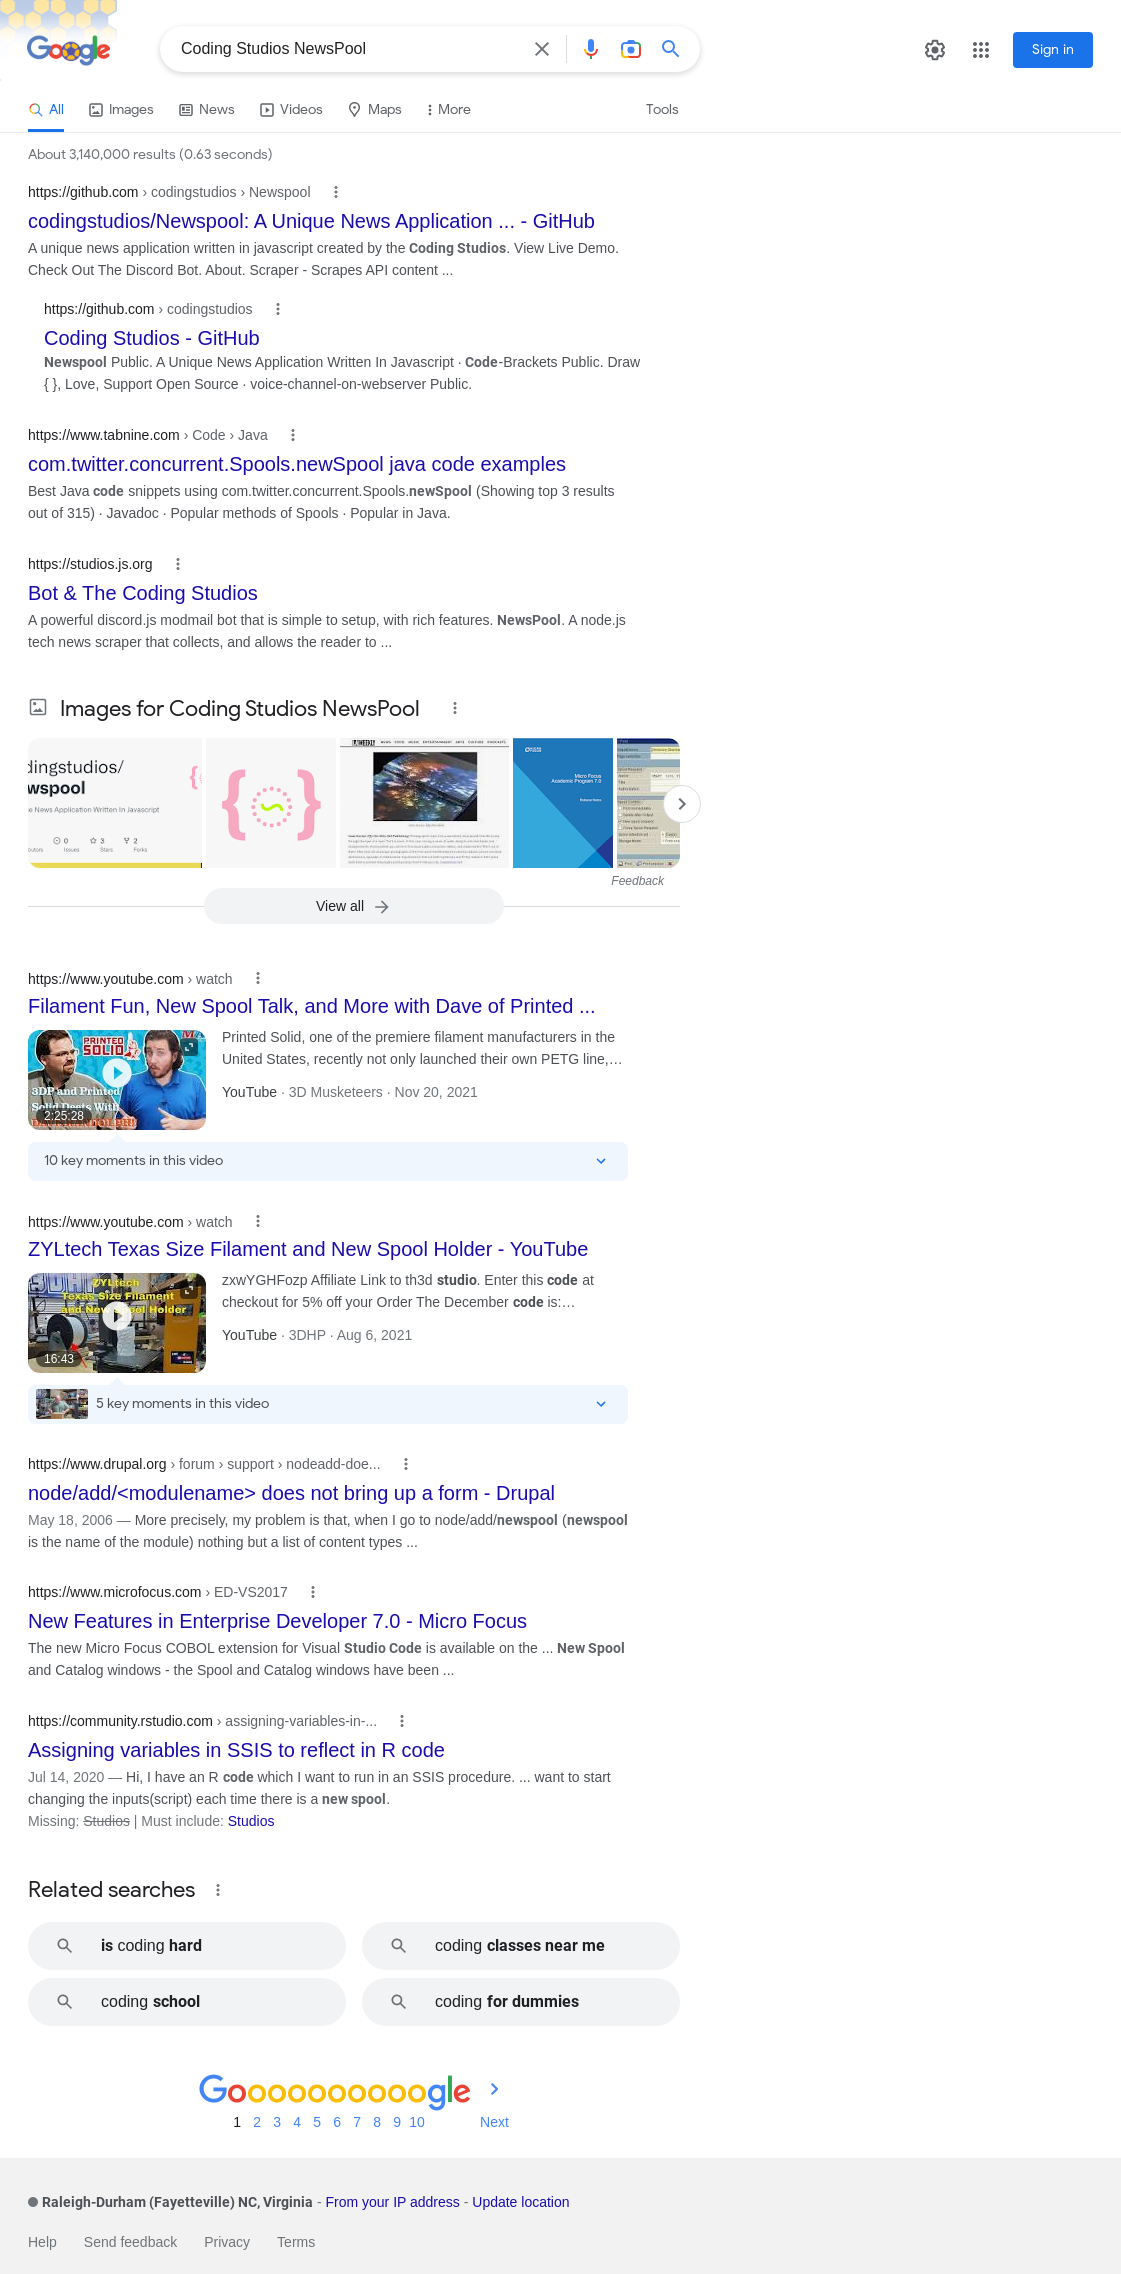 Google
Coding Studios NewsPool
Sign in
All Images News Videos Maps More Tools
About 3,140,000 results (0.63 seconds)
https://github.com › codingstudios › Newspool
codingstudios/Newspool: A Unique News Application ... - GitHub
A unique news application written in javascript created by the Coding Studios. View Live Demo.
Check Out The Discord Bot. About. Scraper - Scrapes API content ...
https://github.com › codingstudios
Coding Studios - GitHub
Newspool Public. A Unique News Application Written In Javascript · Code-Brackets Public. Draw
{ }, Love, Support Open Source · voice-channel-on-webserver Public.
https://www.tabnine.com › Code › Java
com.twitter.concurrent.Spools.newSpool java code examples
Best Java code snippets using com.twitter.concurrent.Spools.newSpool (Showing top 3 results
out of 315) · Javadoc · Popular methods of Spools · Popular in Java.
https://studios.js.org
Bot & The Coding Studios
A powerful discord.js modmail bot that is simple to setup, with rich features. NewsPool. A node.js
tech news scraper that collects, and allows the reader to ...
Images for Coding Studios NewsPool
dingstudios/
wspool
e News Application Written In Javascript
0 3 2
Issues Stars Forks
Micro Focus
Academic Program 7.0
Release Notes
Feedback
View all
https://www.youtube.com › watch
Filament Fun, New Spool Talk, and More with Dave of Printed ...
PRINTED
SOLID
3DP and Printed
Solid Deets With
2:25:28
Printed Solid, one of the premiere filament manufacturers in the
United States, recently not only launched their own PETG line,...
YouTube · 3D Musketeers · Nov 20, 2021
10 key moments in this video
https://www.youtube.com › watch
ZYLtech Texas Size Filament and New Spool Holder - YouTube
ZYLtech
Texas Size Filament
and New Spool Holder
16:43
zxwYGHFozp Affiliate Link to th3d studio. Enter this code at
checkout for 5% off your Order The December code is:...
YouTube · 3DHP · Aug 6, 2021
5 key moments in this video
https://www.drupal.org › forum › support › nodeadd-doe...
node/add/<modulename> does not bring up a form - Drupal
May 18, 2006 — More precisely, my problem is that, when I go to node/add/newspool (newspool
is the name of the module) nothing but a list of content types ...
https://www.microfocus.com › ED-VS2017
New Features in Enterprise Developer 7.0 - Micro Focus
The new Micro Focus COBOL extension for Visual Studio Code is available on the ... New Spool
and Catalog windows - the Spool and Catalog windows have been ...
https://community.rstudio.com › assigning-variables-in-...
Assigning variables in SSIS to reflect in R code
Jul 14, 2020 — Hi, I have an R code which I want to run in an SSIS procedure. ... want to start
changing the inputs(script) each time there is a new spool.
Missing: Studios | Must include: Studios
Related searches
is coding hard
coding classes near me
coding school
coding for dummies
Goooooooooogle
1 2 3 4 5 6 7 8 9 10 Next
Raleigh-Durham (Fayetteville) NC, Virginia - From your IP address - Update location
Help Send feedback Privacy Terms